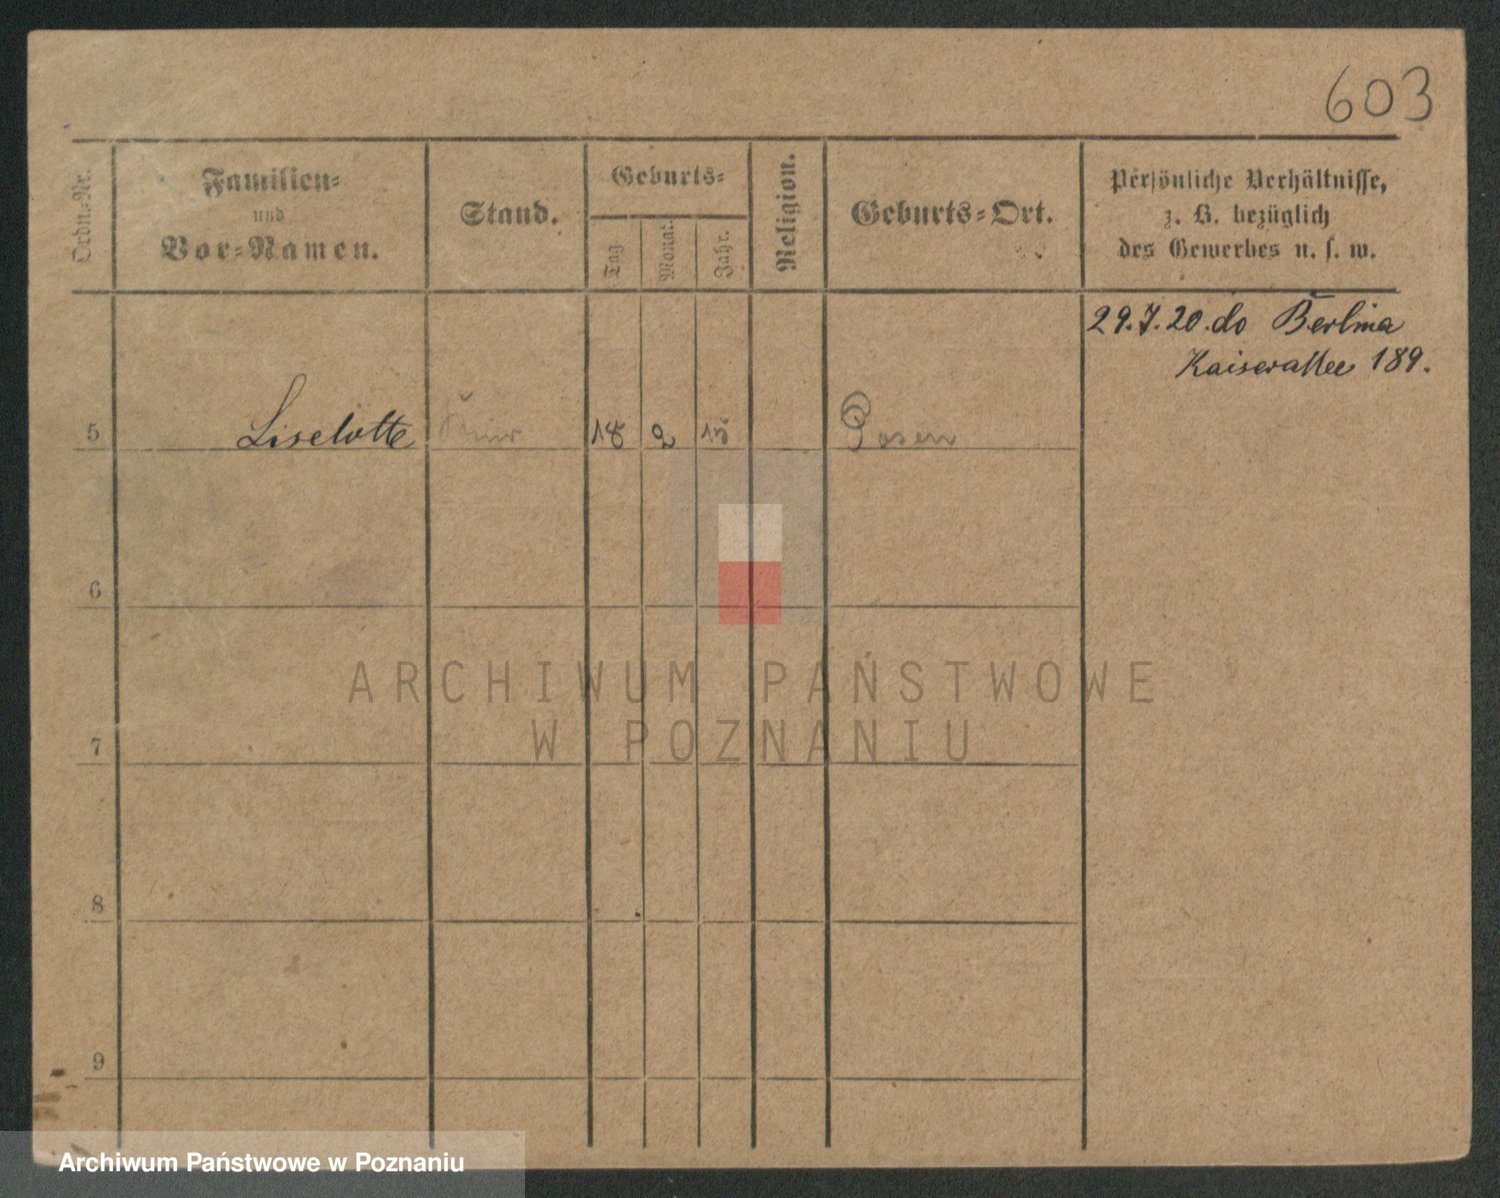 603
Ordn.-Nr.
Familien-
und
Vor-Namen.
Stand.
Geburts-
Tag
Monat
Jahr.
Religion.
Geburts-Ort.
Persönliche Verhältnisse,
z. B. bezüglich
des Gewerbes u. s. w.
29.7.20. do Berlina
Kaiserallee 189.
5 Liselotte 18 2 15 Posen
6
7
8
9
ARCHIWUM PAŃSTWOWE
W POZNANIU
Archiwum Państwowe w Poznaniu